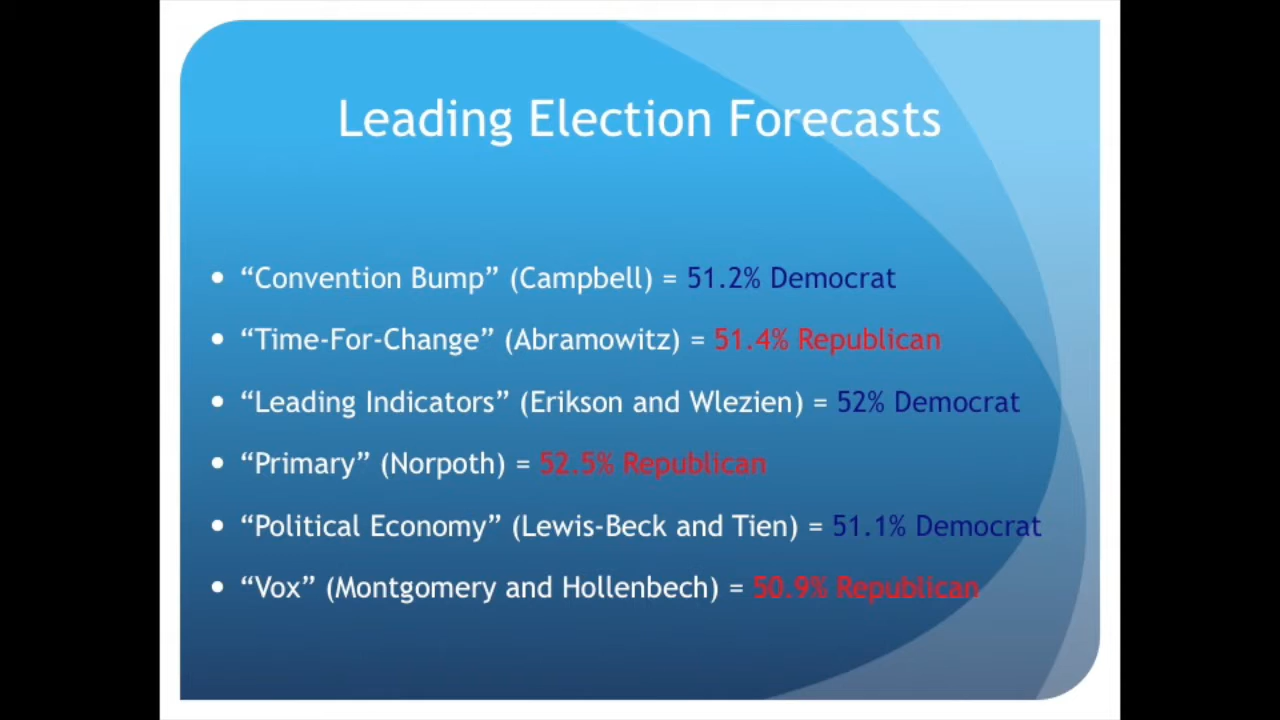 Leading Election Forecasts
• “Convention Bump” (Campbell) = 51.2% Democrat
• “Time-For-Change” (Abramowitz) = 51.4% Republican
• “Leading Indicators” (Erikson and Wlezien) = 52% Democrat
• “Primary” (Norpoth) = 52.5% Republican
• “Political Economy” (Lewis-Beck and Tien) = 51.1% Democrat
• “Vox” (Montgomery and Hollenbech) = 50.9% Republican